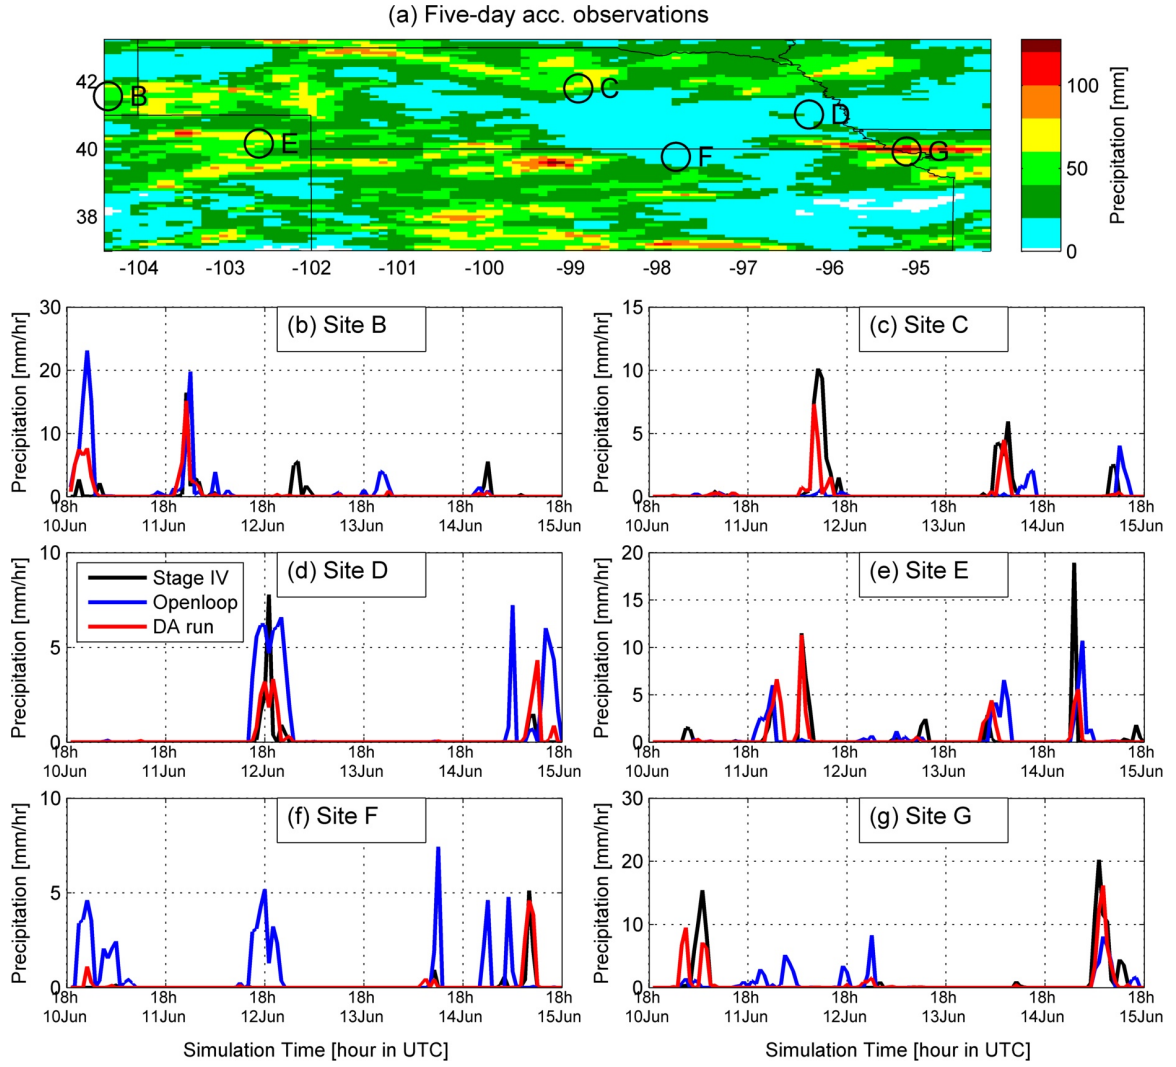 (a) Five-day acc. observations
42
40
38
B
C
D
E
F
G
-104 -103 -102 -101 -100 -99 -98 -97 -96 -95
100
50
0
Precipitation [mm]
(b) Site B
Precipitation [mm/hr]
30
20
10
0
18h 18h 18h 18h 18h 18h
10Jun 11Jun 12Jun 13Jun 14Jun 15Jun
(c) Site C
Precipitation [mm/hr]
15
10
5
0
18h 18h 18h 18h 18h 18h
10Jun 11Jun 12Jun 13Jun 14Jun 15Jun
(d) Site D
Stage IV
Openloop
DA run
Precipitation [mm/hr]
10
5
0
18h 18h 18h 18h 18h 18h
10Jun 11Jun 12Jun 13Jun 14Jun 15Jun
(e) Site E
Precipitation [mm/hr]
20
15
10
5
0
18h 18h 18h 18h 18h 18h
10Jun 11Jun 12Jun 13Jun 14Jun 15Jun
(f) Site F
Precipitation [mm/hr]
10
5
0
18h 18h 18h 18h 18h 18h
10Jun 11Jun 12Jun 13Jun 14Jun 15Jun
Simulation Time [hour in UTC]
(g) Site G
Precipitation [mm/hr]
30
20
10
0
18h 18h 18h 18h 18h 18h
10Jun 11Jun 12Jun 13Jun 14Jun 15Jun
Simulation Time [hour in UTC]